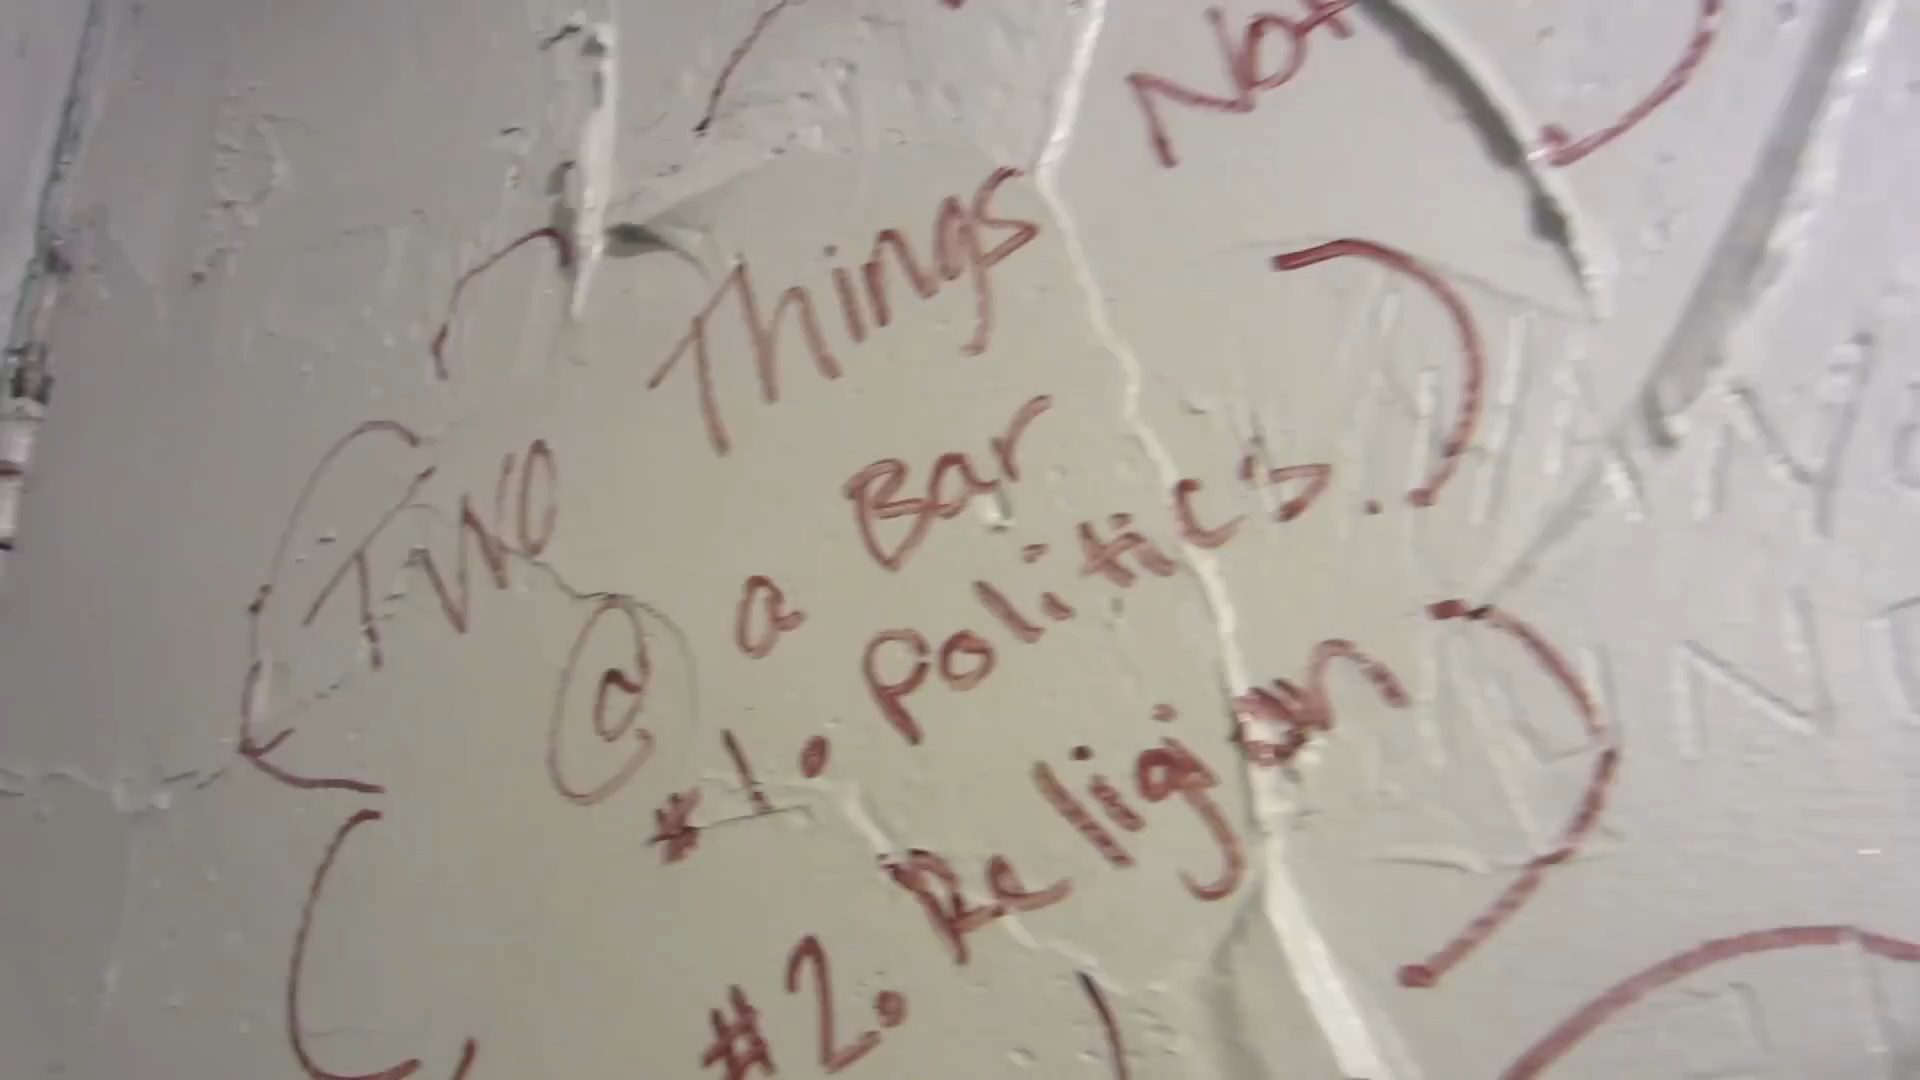 Two Things Not
@ a Bar
#1. Politics.
#2. Religion